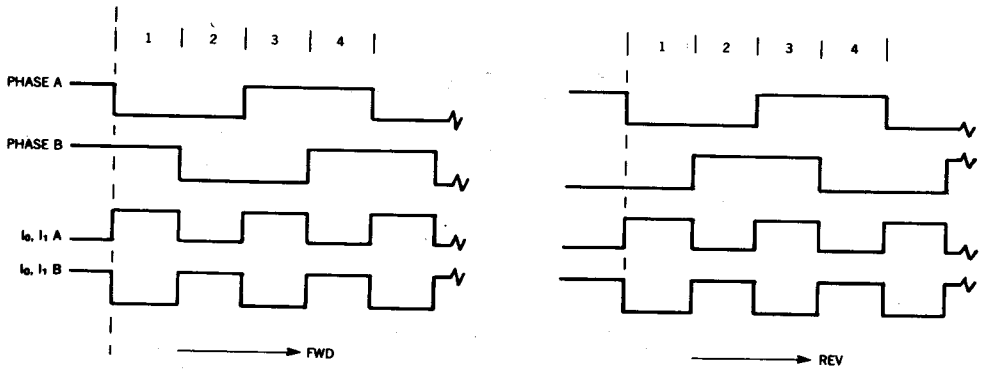 1 2 3 4
PHASE A
PHASE B
I₀, I₁ A
I₀, I₁ B
FWD
1 2 3 4
REV